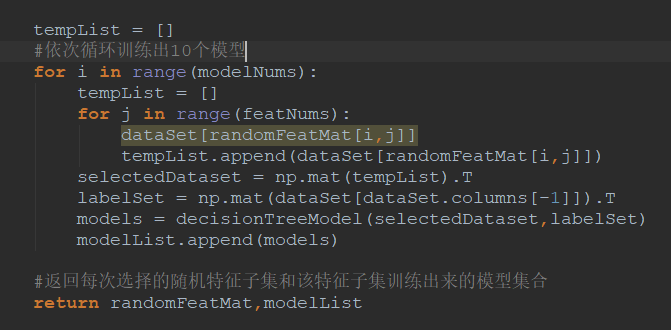 tempList = []
#依次循环训练出10个模型
for i in range(modelNums):
    tempList = []
    for j in range(featNums):
        dataSet[randomFeatMat[i,j]]
        tempList.append(dataSet[randomFeatMat[i,j]])
    selectedDataset = np.mat(tempList).T
    labelSet = np.mat(dataSet[dataSet.columns[-1]]).T
    models = decisionTreeModel(selectedDataset,labelSet)
    modelList.append(models)
#返回每次选择的随机特征子集和该特征子集训练出来的模型集合
return randomFeatMat,modelList